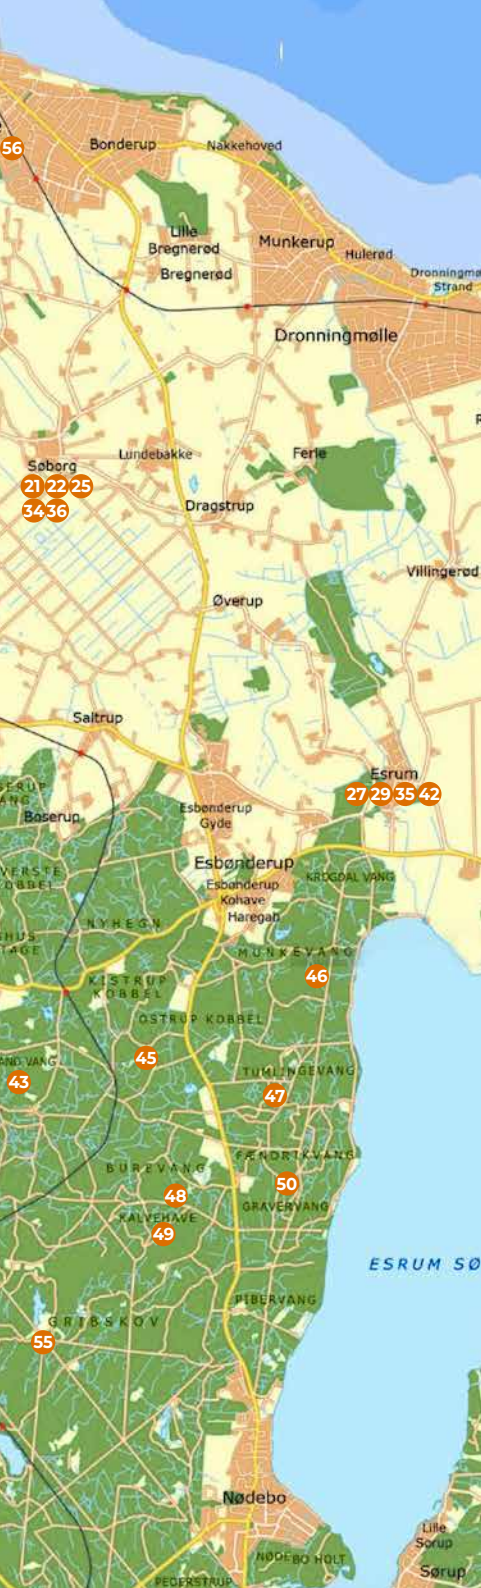 56
Bonderup
Nakkehoved
Lille
Bregnerød
Munkerup
Hulerød
Bregnerød
Dronningmø
Strand
Dronningmølle
Lundebakke
Ferle
Søborg
21 22 25
34 36
Dragstrup
Villingerød
Øverup
Saltrup
Esrum
27 29 35 42
Esbønderup
Gyde
Boserup
Esbønderup
KROGDAL VANG
Esbønderup
Kohave
Haregab
NYHEGN
MUNKEVANG
46
KISTRUP
KOBBEL
OSTRUP KOBBEL
45
TUMLINGEVANG
43
47
FÆNDRIKVANG
BUREVANG
50
48
GRAVERVANG
KALVEHAVE
49
ESRUM SØ
PIBERVANG
GRIBSKOV
55
Nødebo
Lille
Sorup
NØDEBO HOLT
Sørup
PEDERSTRUP